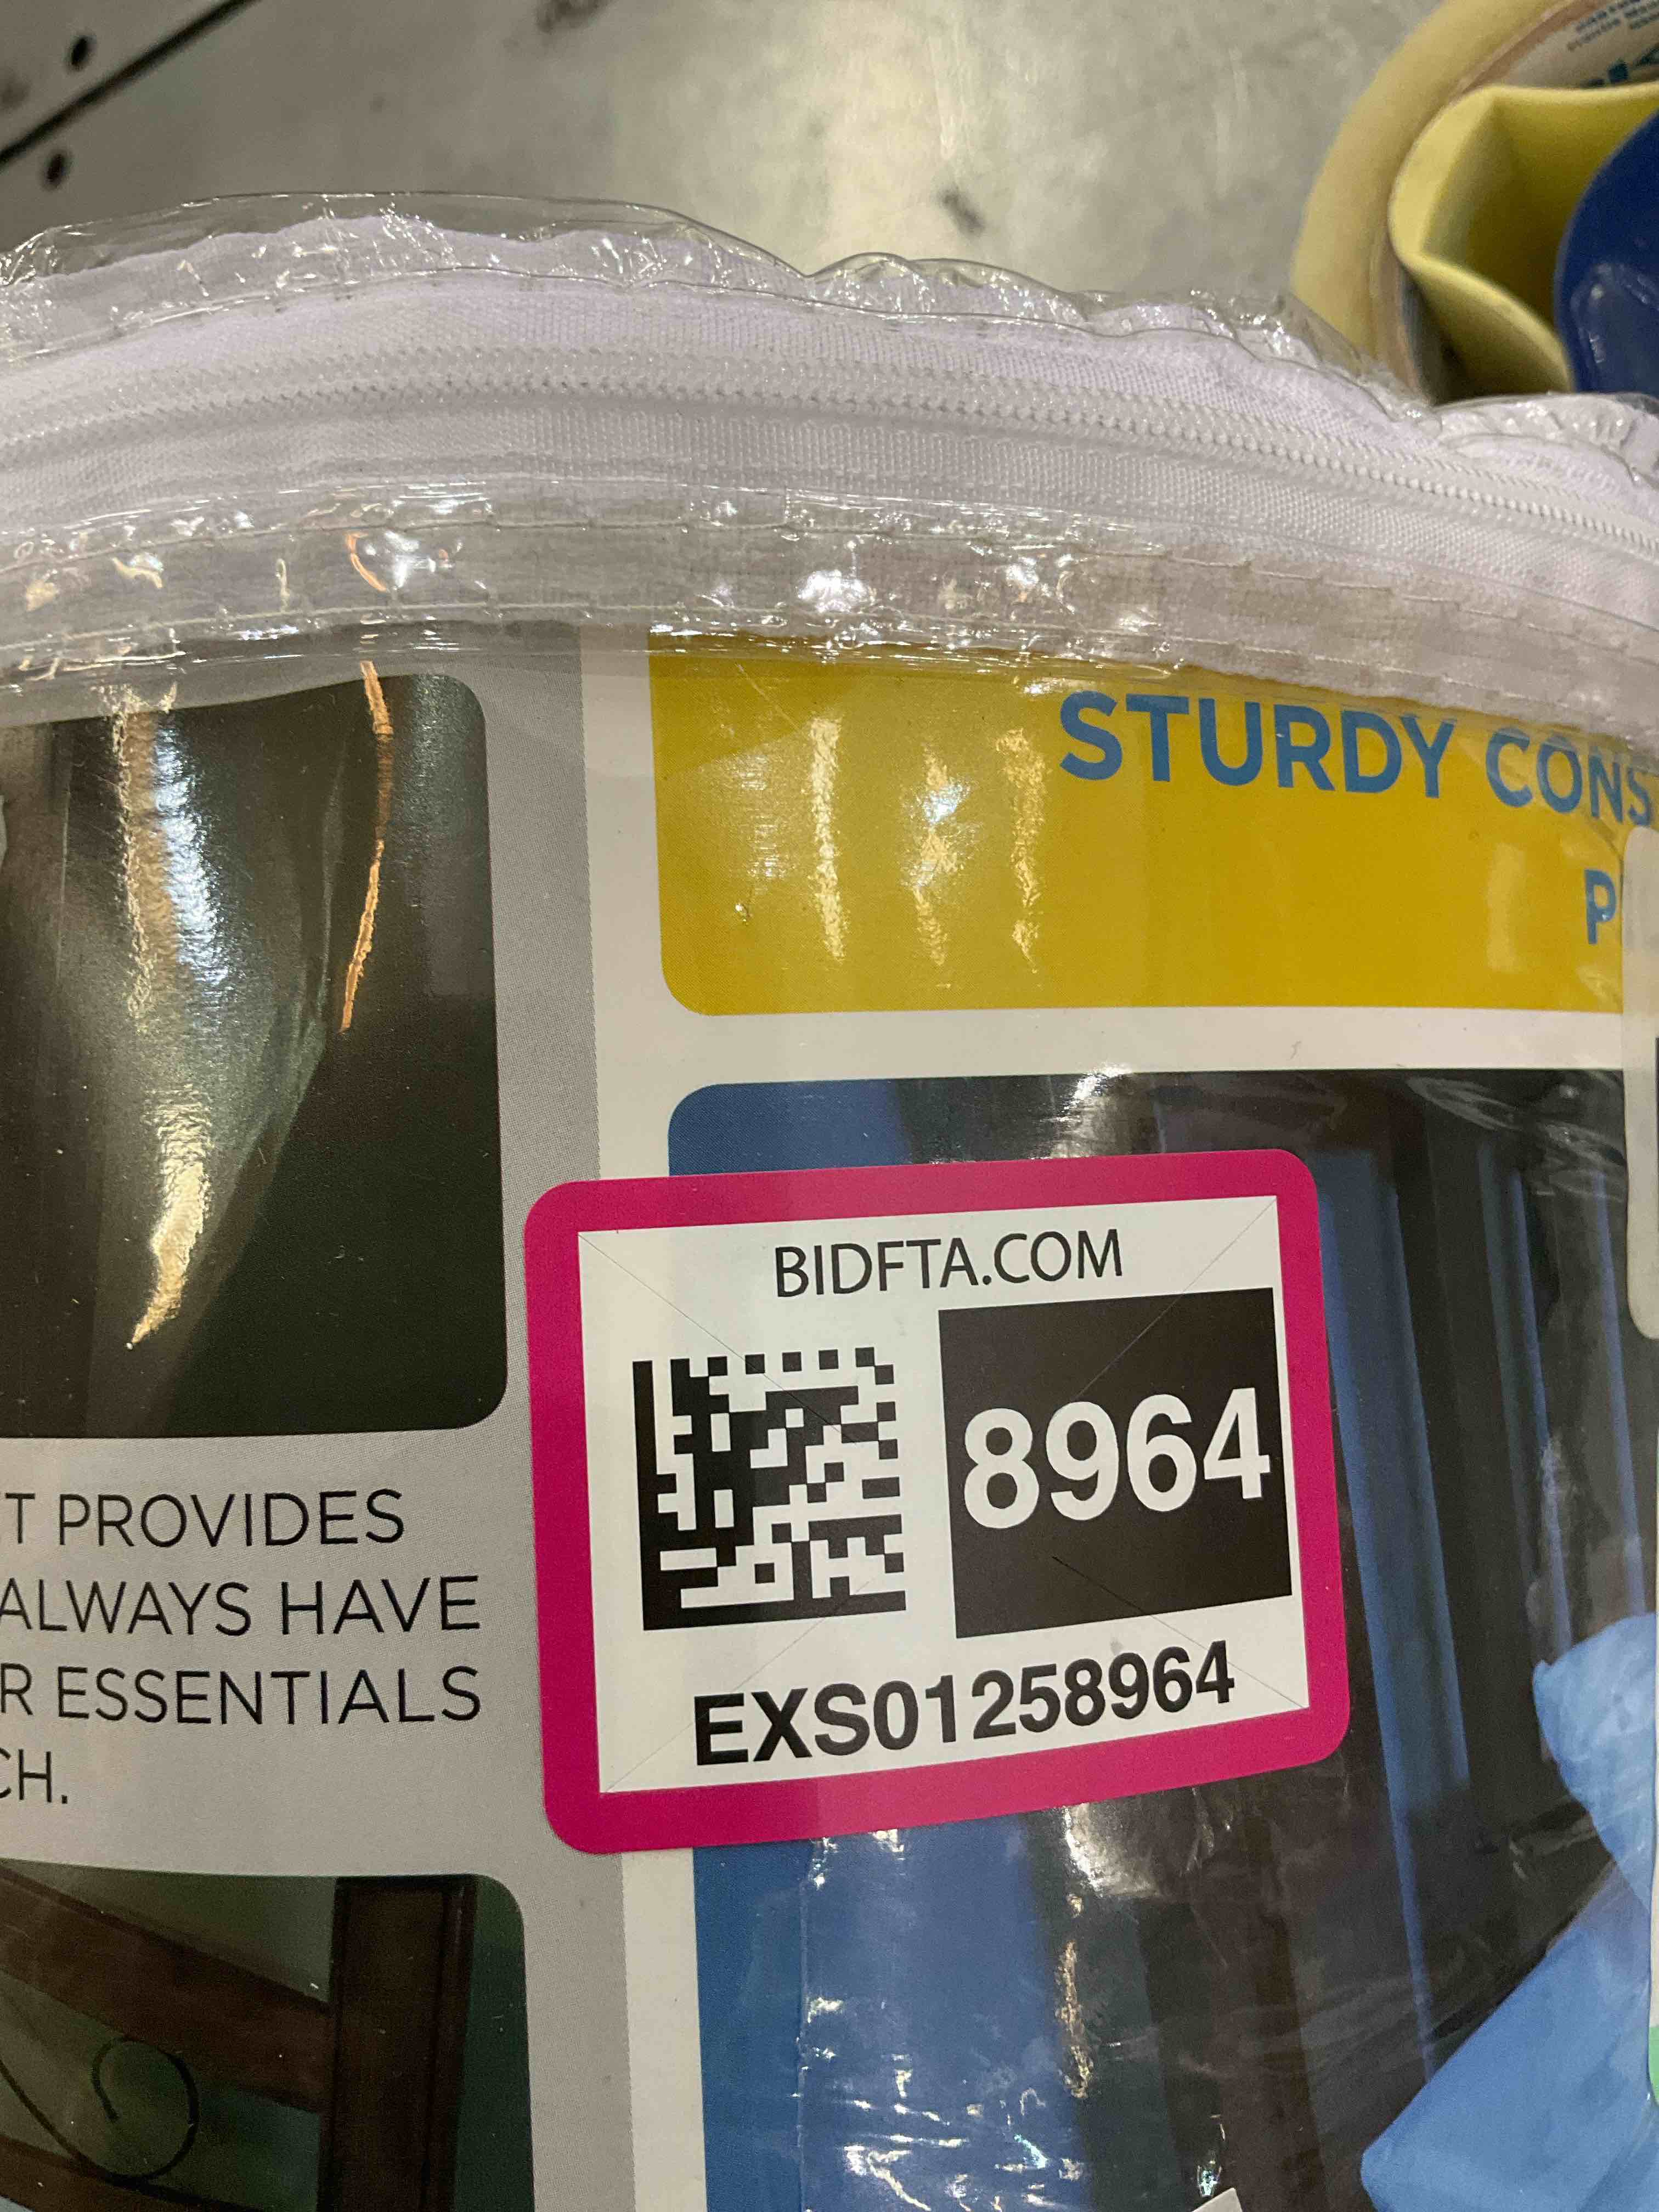 STURDY CONS
P
BIDFTA.COM
8964
EXS01258964
T PROVIDES
ALWAYS HAVE
R ESSENTIALS
CH.